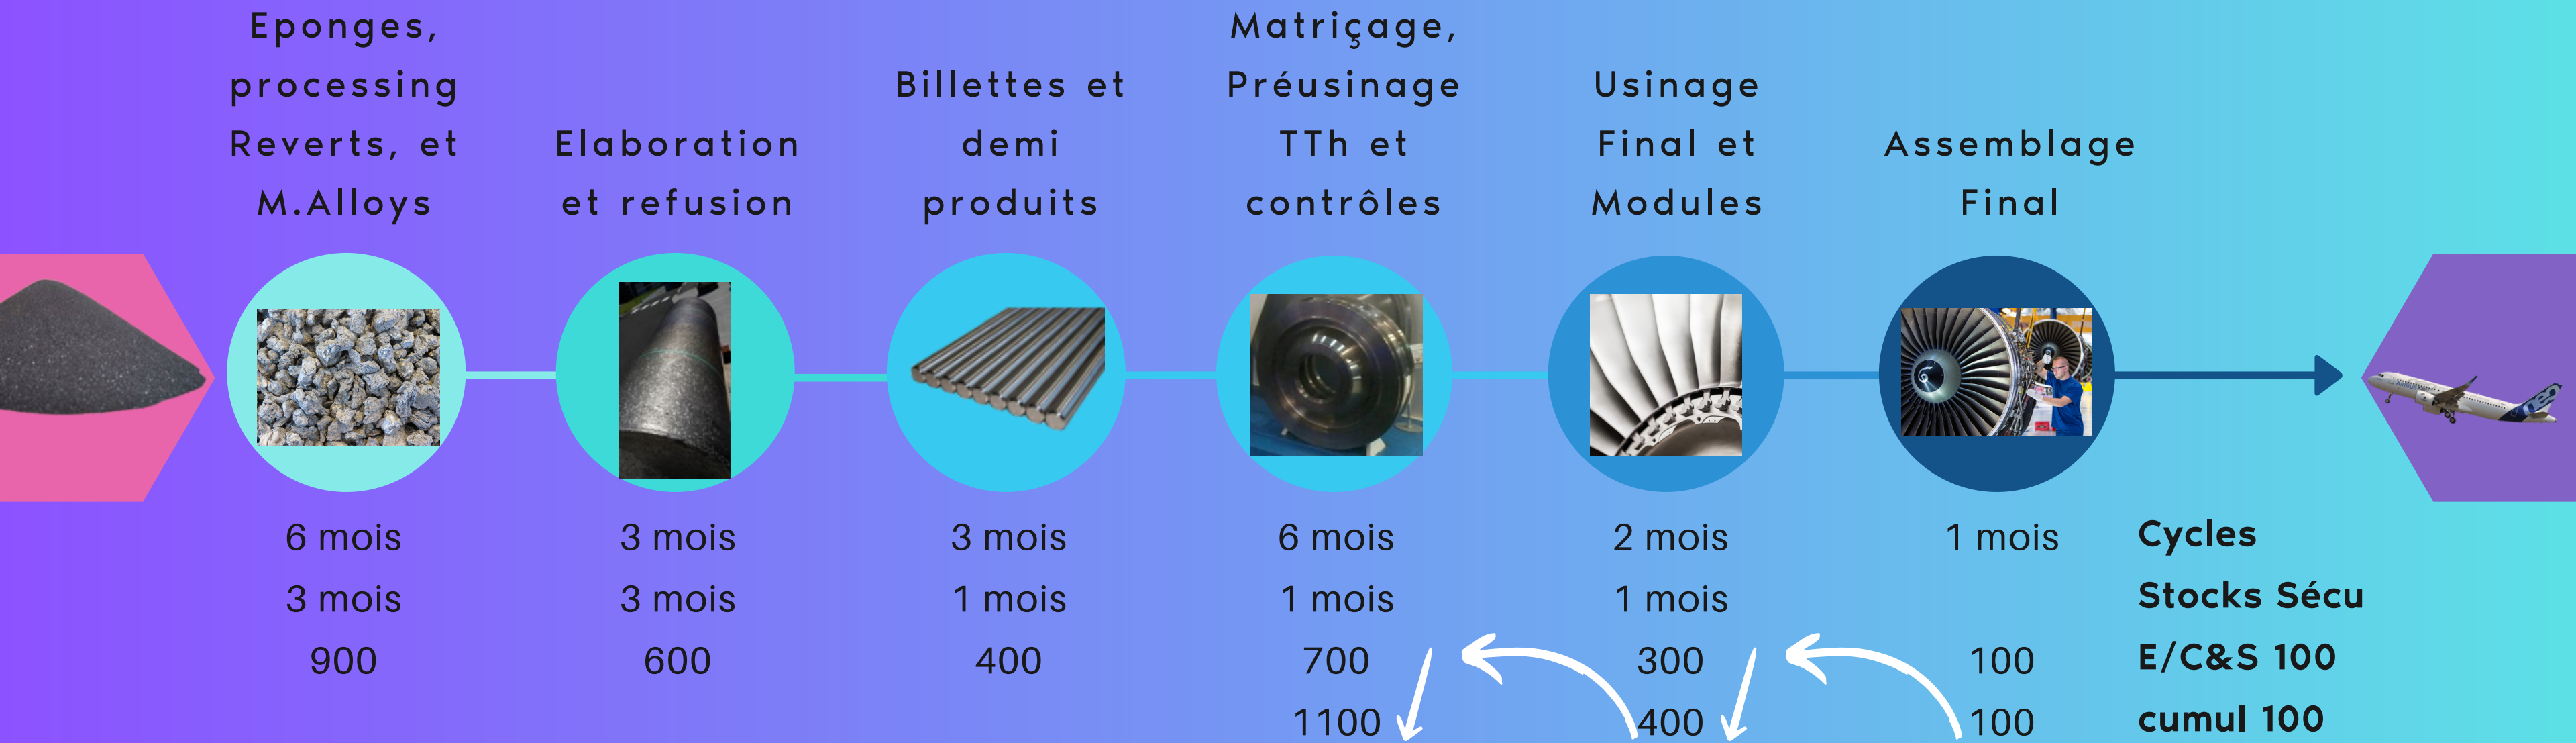 Eponges,
processing
Reverts, et
M.Alloys
Elaboration
et refusion
Billettes et
demi
produits
Matriçage,
Préusinage
TTh et
contrôles
Usinage
Final et
Modules
Assemblage
Final
6 mois 3 mois 3 mois 6 mois 2 mois 1 mois Cycles
3 mois 3 mois 1 mois 1 mois 1 mois Stocks Sécu
900 600 400 700 300 100 E/C&S 100
1100 400 100 cumul 100